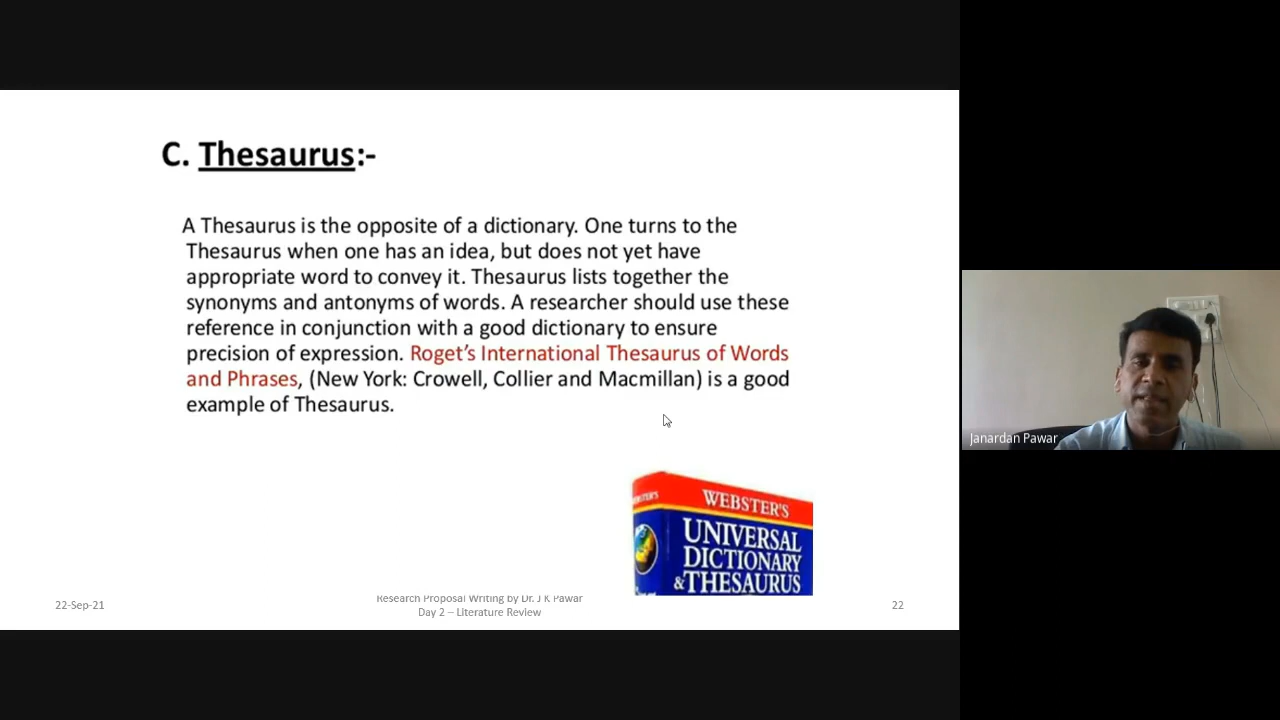 C. Thesaurus:-
A Thesaurus is the opposite of a dictionary. One turns to the
Thesaurus when one has an idea, but does not yet have
appropriate word to convey it. Thesaurus lists together the
synonyms and antonyms of words. A researcher should use these
reference in conjunction with a good dictionary to ensure
precision of expression. Roget's International Thesaurus of Words
and Phrases, (New York: Crowell, Collier and Macmillan) is a good
example of Thesaurus.
WEBSTER'S
UNIVERSAL
DICTIONARY
&THESAURUS
22-Sep-21
Research Proposal Writing by Dr. J K Pawar
Day 2 – Literature Review
22
Janardan Pawar